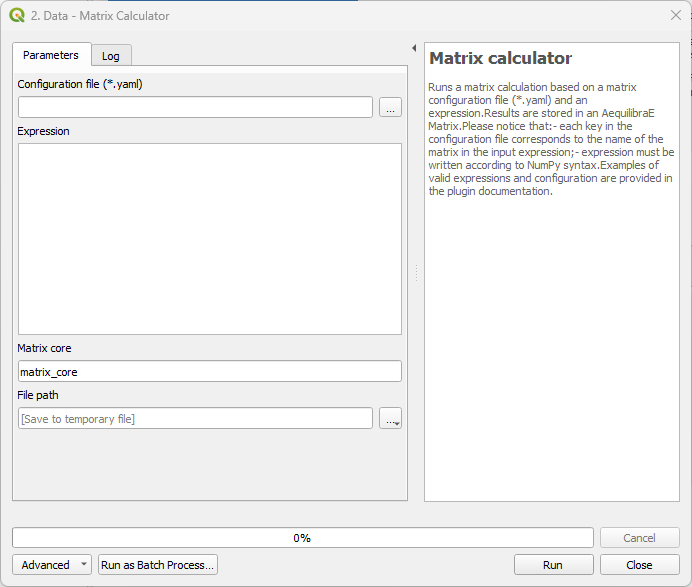 2. Data - Matrix Calculator
Parameters
Log
Configuration file (*.yaml)
...
Expression
Matrix core
matrix_core
File path
[Save to temporary file]
...
Matrix calculator
Runs a matrix calculation based on a matrix
configuration file (*.yaml) and an
expression.Results are stored in an AequilibraE
Matrix.Please notice that:- each key in the
configuration file corresponds to the name of the
matrix in the input expression;- expression must be
written according to NumPy syntax.Examples of
valid expressions and configuration are provided in
the plugin documentation.
0%
Cancel
Advanced
Run as Batch Process...
Run
Close